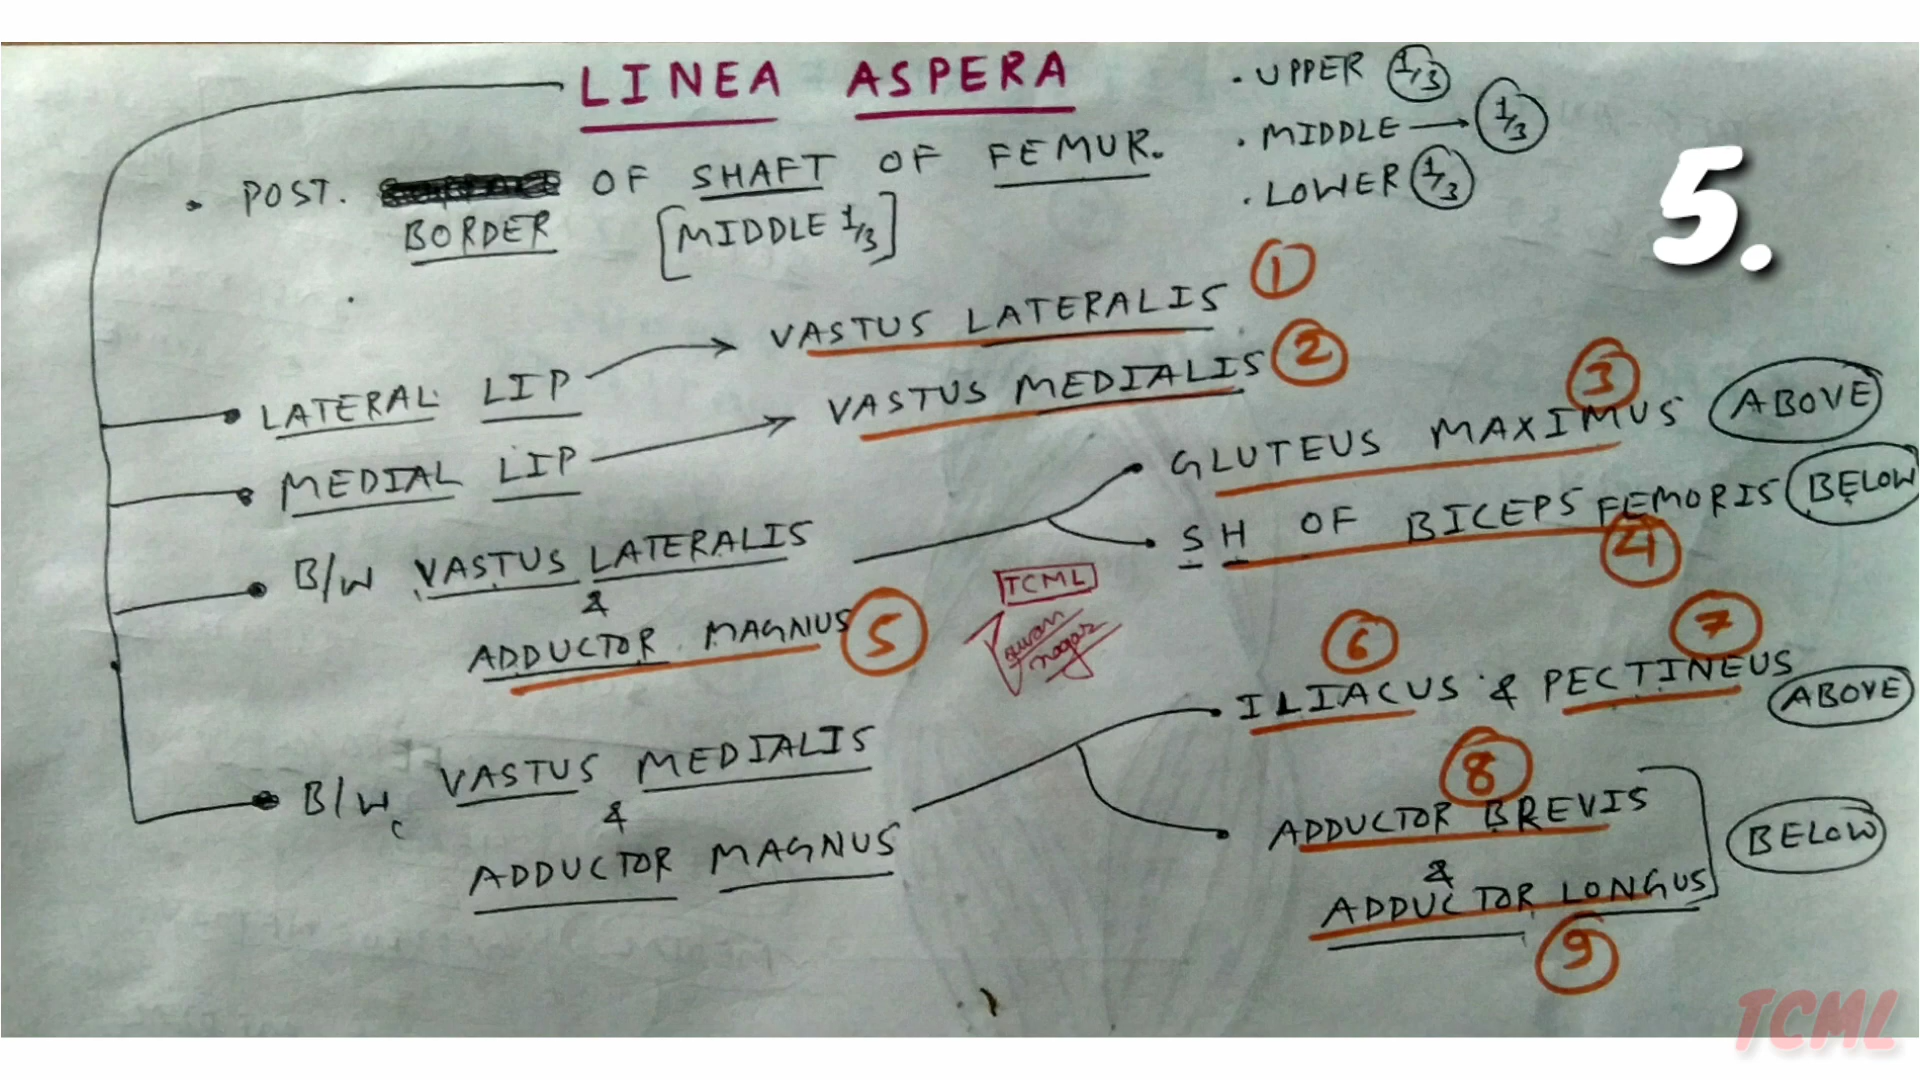 LINEA ASPERA
• UPPER 1/3
• MIDDLE → 1/3
• LOWER 1/3
5.
• POST. OF SHAFT OF FEMUR.
BORDER [MIDDLE 1/3]
LATERAL LIP → VASTUS LATERALIS 1
MEDIAL LIP → VASTUS MEDIALIS 2
B/W VASTUS LATERALIS
&
ADDUCTOR MAGNUS 5
GLUTEUS MAXIMUS 3 ABOVE
SH OF BICEPS FEMORIS 4 BELOW
TCML
nagar
B/W VASTUS MEDIALIS
&
ADDUCTOR MAGNUS
ILIACUS 6 & PECTINEUS 7 ABOVE
ADDUCTOR BREVIS 8
&
ADDUCTOR LONGUS 9
BELOW
TCML